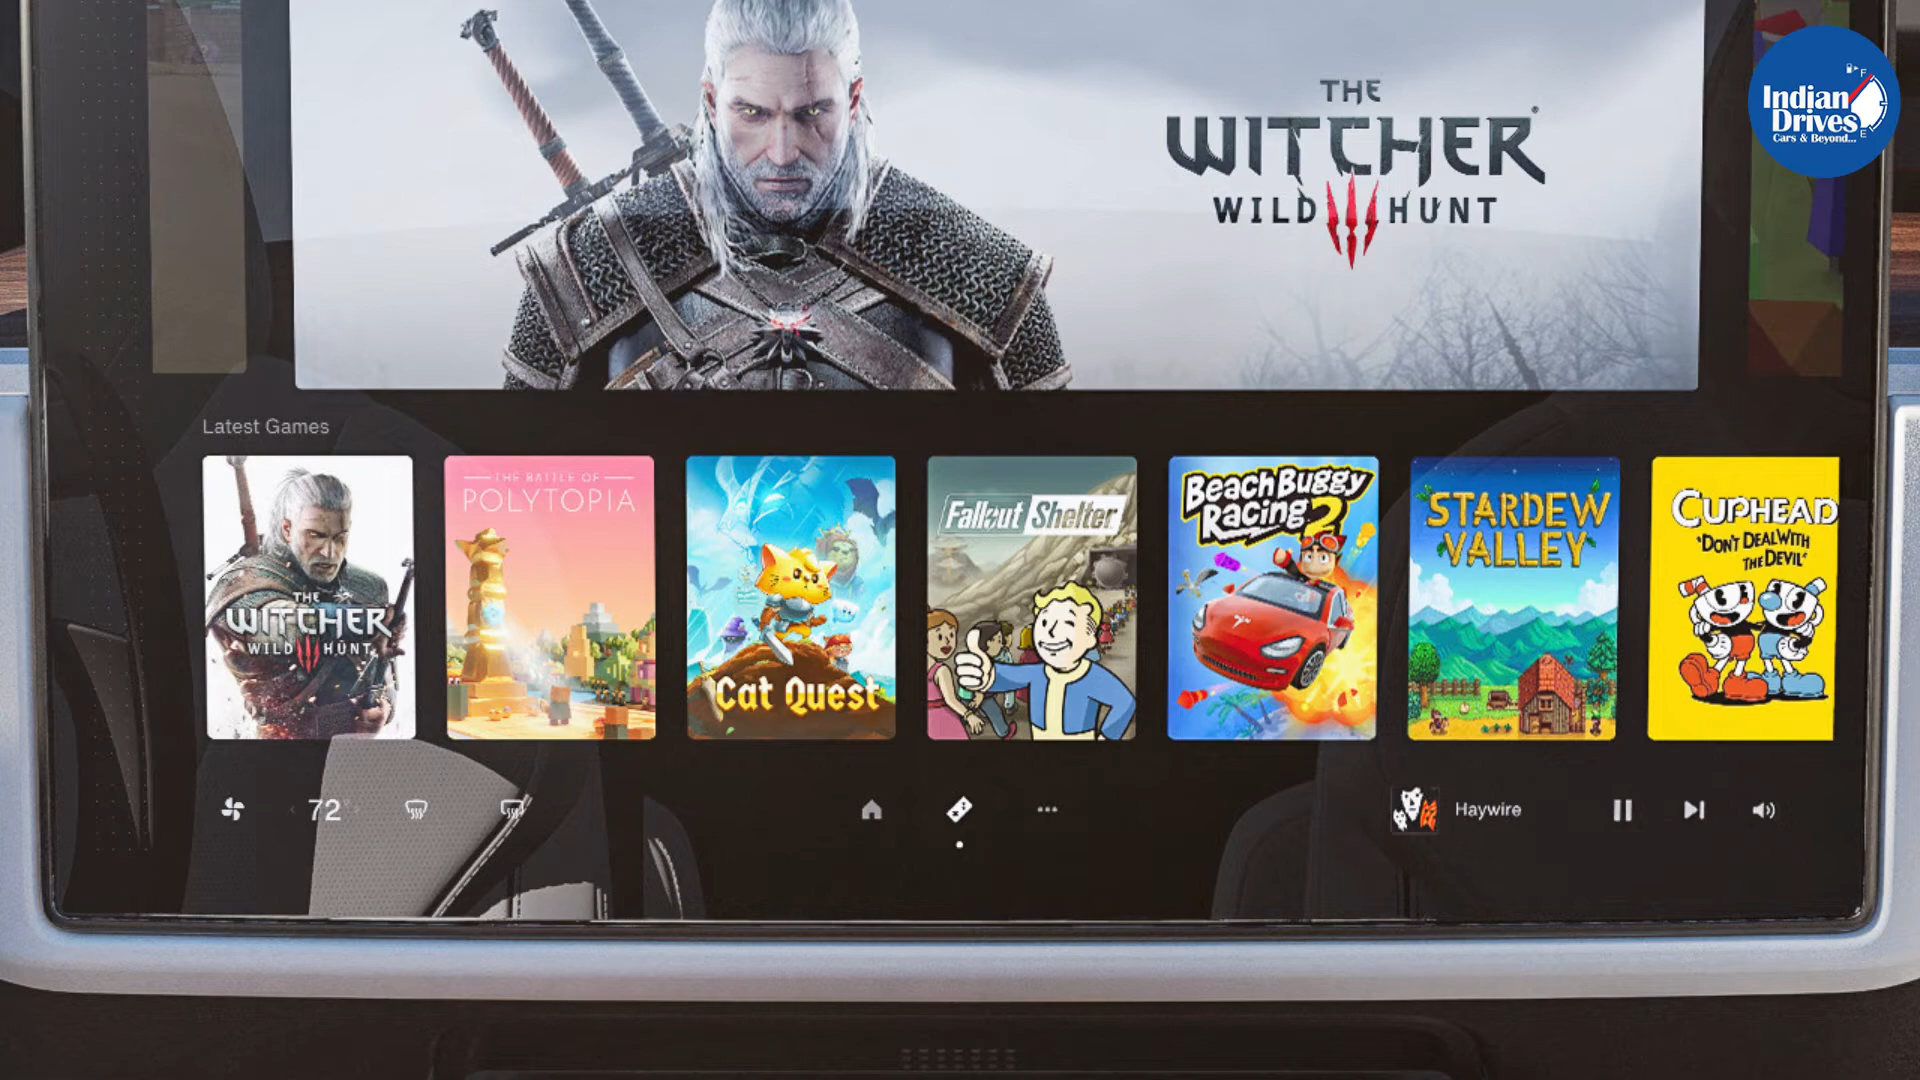 THE
WITCHER
WILD HUNT
Indian
Drives
Cars & Beyond...
F
E
Latest Games
THE
WITCHER
WILD HUNT
THE BATTLE OF
POLYTOPIA
Cat Quest
Fallout Shelter
Beach Buggy
Racing 2
STARDEW
VALLEY
CUPHEAD
"DON'T DEAL WITH
THE DEVIL"
72
Haywire